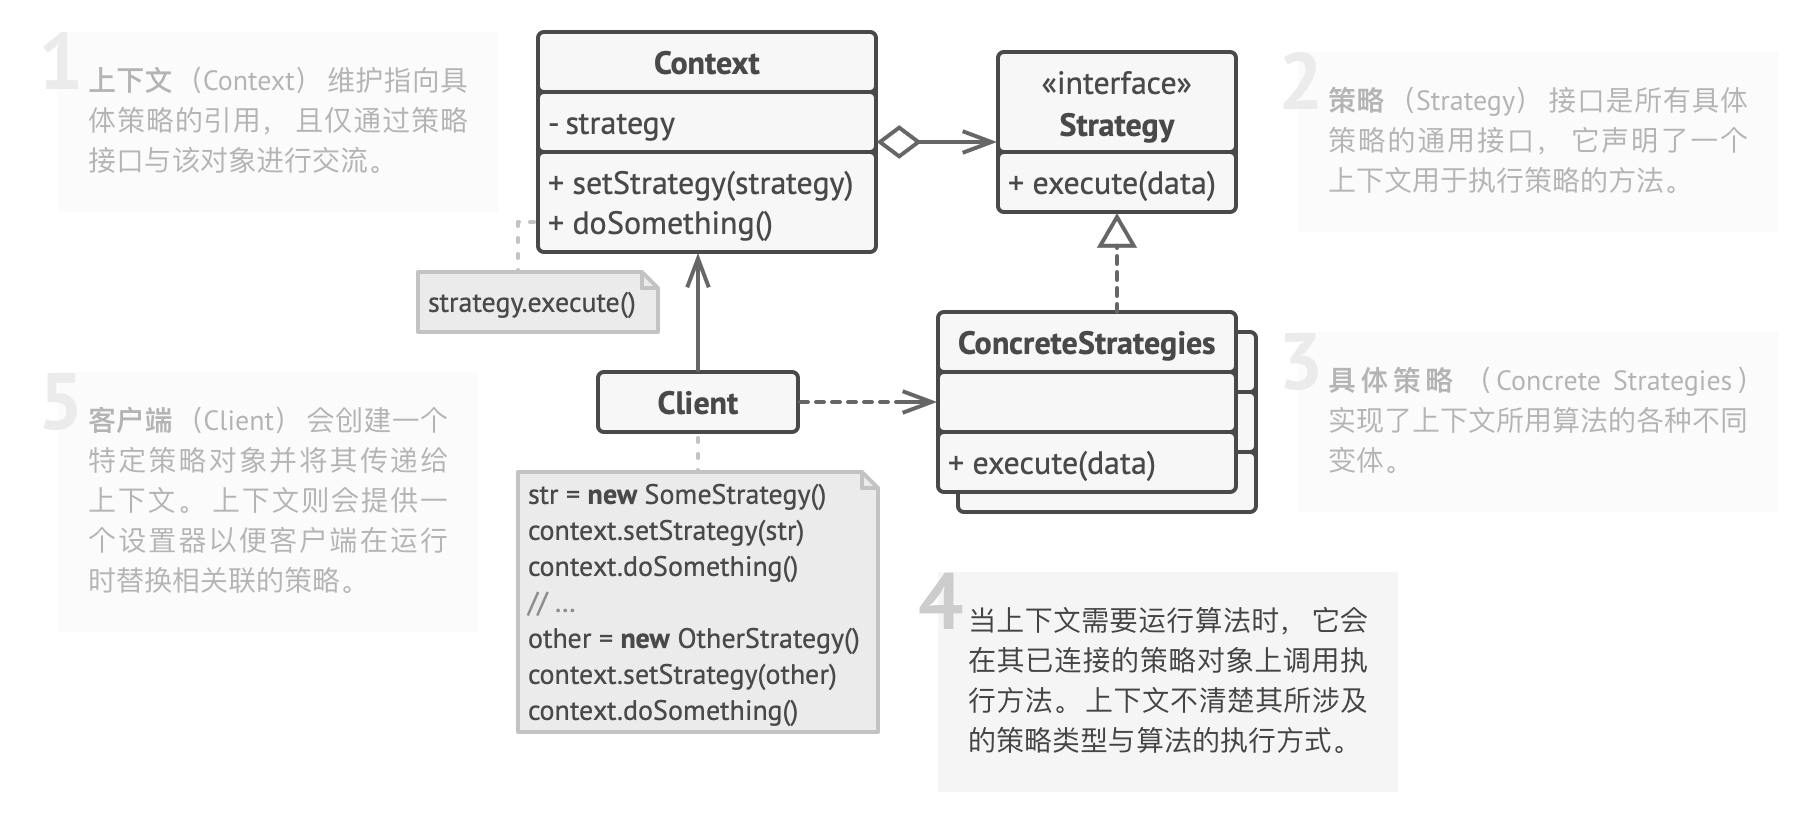 1
上下文（Context） 维护指向具
体策略的引用， 且仅通过策略
接口与该对象进行交流。
Context
- strategy
+ setStrategy(strategy)
+ doSomething()
strategy.execute()
«interface»
Strategy
+ execute(data)
2
策略（Strategy） 接口是所有具体
策略的通用接口， 它声明了一个
上下文用于执行策略的方法。
ConcreteStrategies
+ execute(data)
3
具体策略 （Concrete Strategies）
实现了上下文所用算法的各种不同
变体。
5
客户端（Client） 会创建一个
特定策略对象并将其传递给
上下文。 上下文则会提供一
个设置器以便客户端在运行
时替换相关联的策略。
Client
str = new SomeStrategy()
context.setStrategy(str)
context.doSomething()
// ...
other = new OtherStrategy()
context.setStrategy(other)
context.doSomething()
4
当上下文需要运行算法时， 它会
在其已连接的策略对象上调用执
行方法。 上下文不清楚其所涉及
的策略类型与算法的执行方式。